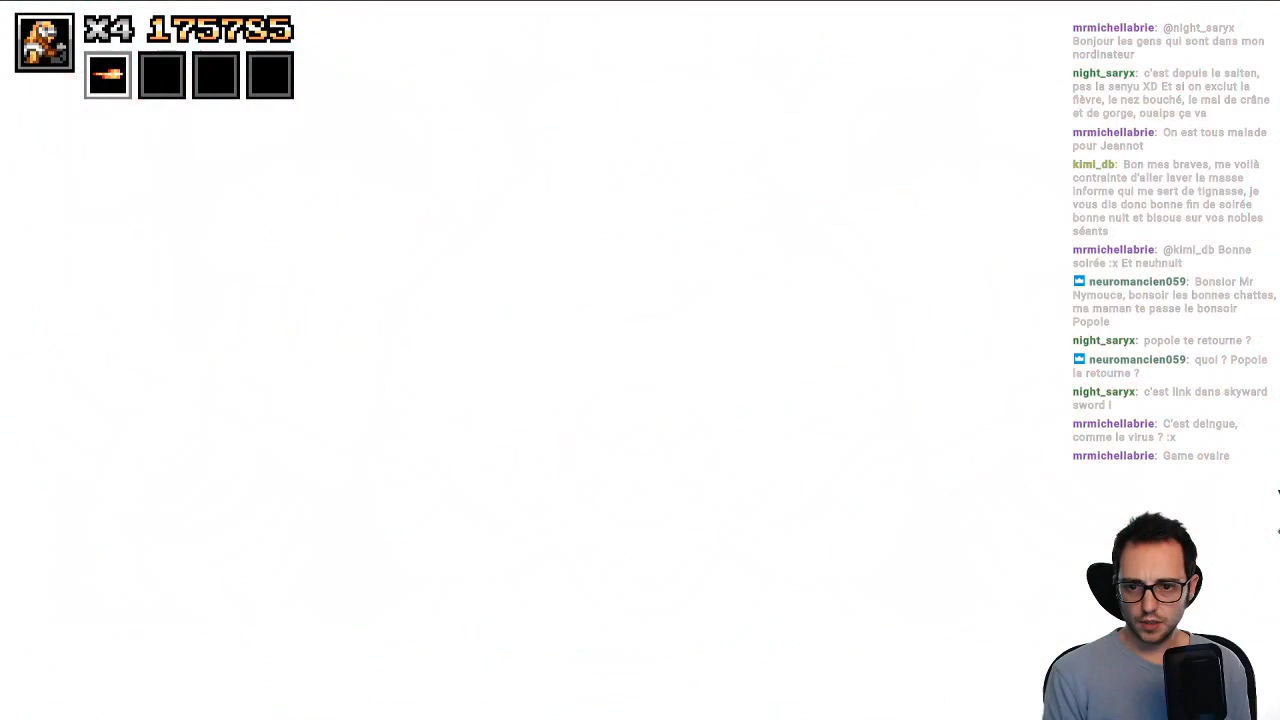 X4 175785
mrmichellabrie: @night_saryx
Bonjour les gens qui sont dans mon
nordinateur
night_saryx: c'est depuis le saiten,
pas la senyu XD Et si on exclut la
fièvre, le nez bouché, le mal de crâne
et de gorge, ouaips ça va
mrmichellabrie: On est tous malade
pour Jeannot
kimi_db: Bon mes braves, me voilà
contrainte d'aller laver la masse
informe qui me sert de tignasse, je
vous dis donc bonne fin de soirée
bonne nuit et bisous sur vos nobles
séants
mrmichellabrie: @kimi_db Bonne
soirée :x Et neuhnuit
neuromancien059: Bonsior Mr
Nymouce, bonsoir les bonnes chattes,
ma maman te passe le bonsoir
Popole
night_saryx: popole te retourne ?
neuromancien059: quoi ? Popole
la retourne ?
night_saryx: c'est link dans skyward
sword !
mrmichellabrie: C'est deingue,
comme le virus ? :x
mrmichellabrie: Game ovaire